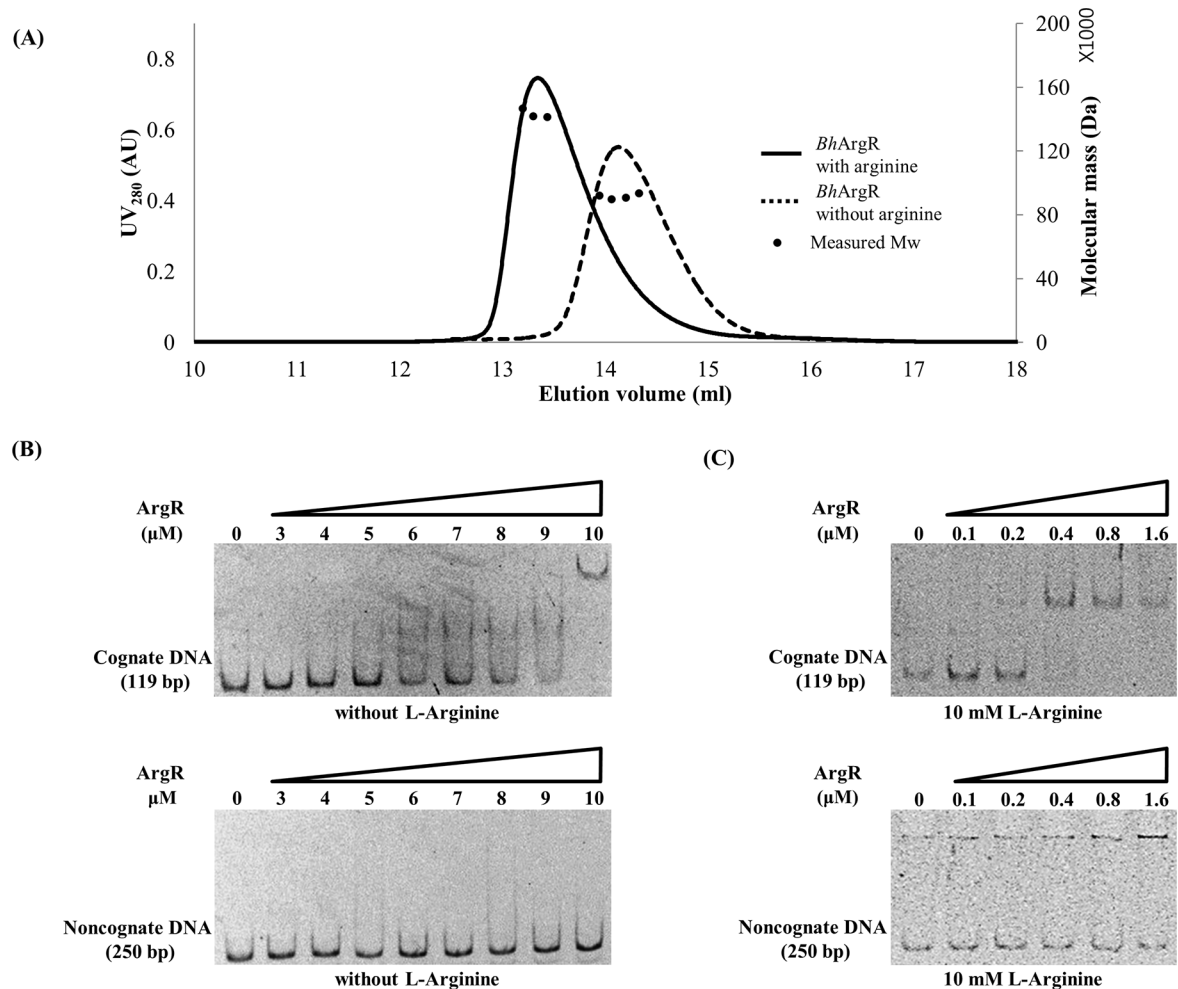 (A)
X1000
0.8
0.6
0.4
0.2
0
UV280 (AU)
200
160
120
80
40
0
Molecular mass (Da)
BhArgR
with arginine
BhArgR
without arginine
Measured Mw
10 11 12 13 14 15 16 17 18
Elution volume (ml)
(B)
ArgR
(μM) 0 3 4 5 6 7 8 9 10
Cognate DNA
(119 bp)
without L-Arginine
ArgR
μM 0 3 4 5 6 7 8 9 10
Noncognate DNA
(250 bp)
without L-Arginine
(C)
ArgR
(μM) 0 0.1 0.2 0.4 0.8 1.6
Cognate DNA
(119 bp)
10 mM L-Arginine
ArgR
(μM) 0 0.1 0.2 0.4 0.8 1.6
Noncognate DNA
(250 bp)
10 mM L-Arginine